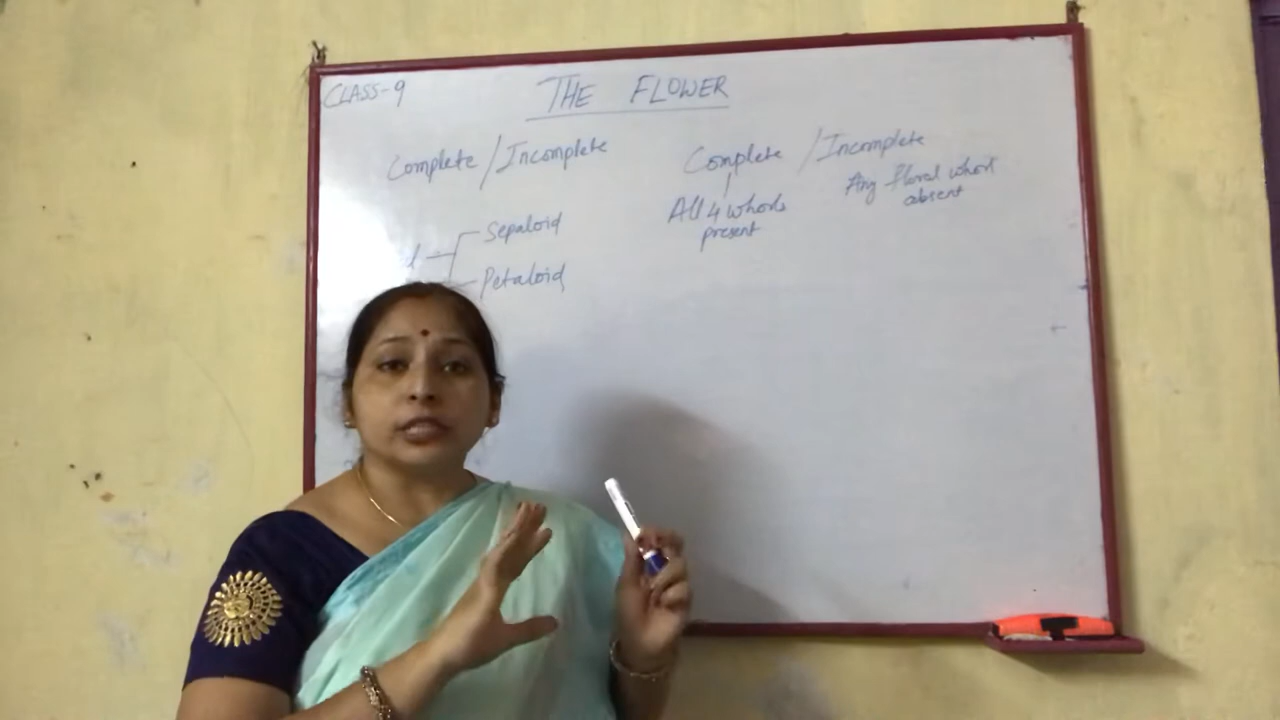 CLASS-9
THE FLOWER
Complete / Incomplete
Sepaloid
Petaloid
Complete / Incomplete
All 4 whorls
present
Any floral whorl
absent